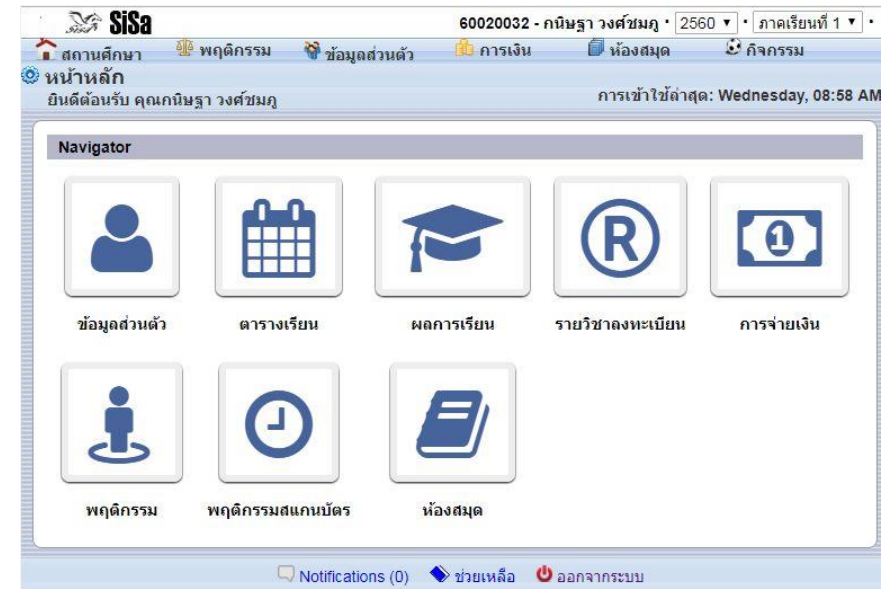 SiSa
60020032 - กนิษฐา วงศ์ชมภู · 2560 · ภาคเรียนที่ 1 ·
สถานศึกษา พฤติกรรม ข้อมูลส่วนตัว การเงิน ห้องสมุด กิจกรรม
หน้าหลัก
ยินดีต้อนรับ คุณกนิษฐา วงศ์ชมภู
การเข้าใช้ล่าสุด: Wednesday, 08:58 AM
Navigator
R
1
ข้อมูลส่วนตัว ตารางเรียน ผลการเรียน รายวิชาลงทะเบียน การจ่ายเงิน
พฤติกรรม พฤติกรรมสแกนบัตร ห้องสมุด
Notifications (0) ช่วยเหลือ ออกจากระบบ